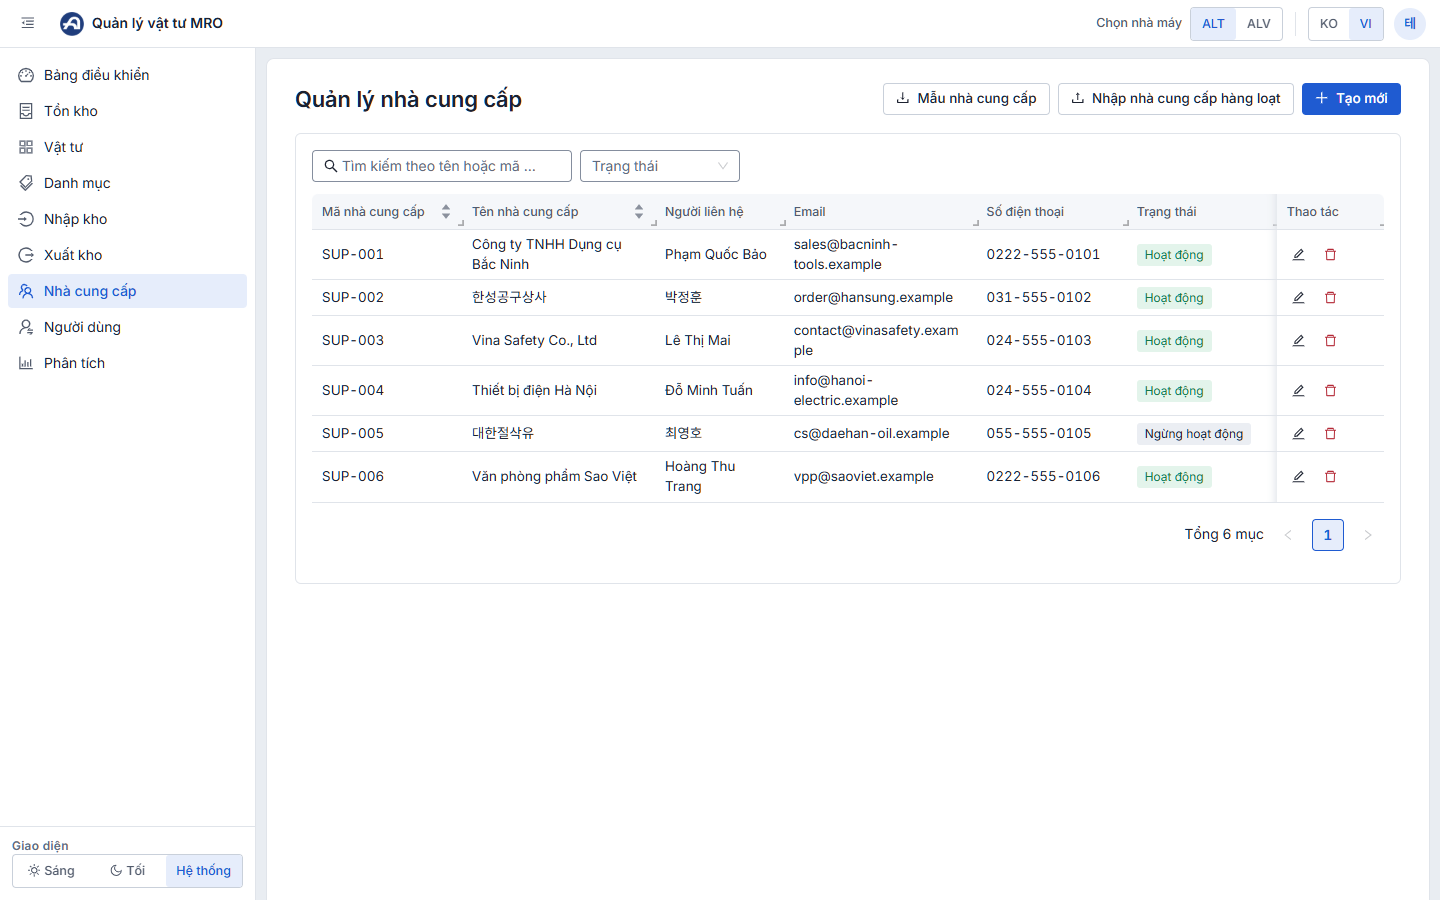 Quản lý vật tư MRO
Chọn nhà máy
ALT
ALV
KO
VI
테
Bảng điều khiển
Tồn kho
Vật tư
Danh mục
Nhập kho
Xuất kho
Nhà cung cấp
Người dùng
Phân tích
Giao diện
Sáng
Tối
Hệ thống
Quản lý nhà cung cấp
Mẫu nhà cung cấp
Nhập nhà cung cấp hàng loạt
Tạo mới
Tìm kiếm theo tên hoặc mã ...
Trạng thái
Mã nhà cung cấp Tên nhà cung cấp Người liên hệ Email Số điện thoại Trạng thái Thao tác
SUP-001 Công ty TNHH Dụng cụ Phạm Quốc Bảo sales@bacninh- 0222-555-0101 Hoạt động
Bắc Ninh tools.example
SUP-002 한성공구상사 박정훈 order@hansung.example 031-555-0102 Hoạt động
SUP-003 Vina Safety Co., Ltd Lê Thị Mai contact@vinasafety.exam 024-555-0103 Hoạt động
ple
SUP-004 Thiết bị điện Hà Nội Đỗ Minh Tuấn info@hanoi- 024-555-0104 Hoạt động
electric.example
SUP-005 대한절삭유 최영호 cs@daehan-oil.example 055-555-0105 Ngừng hoạt động
SUP-006 Văn phòng phẩm Sao Việt Hoàng Thu vpp@saoviet.example 0222-555-0106 Hoạt động
Trang
Tổng 6 mục
1